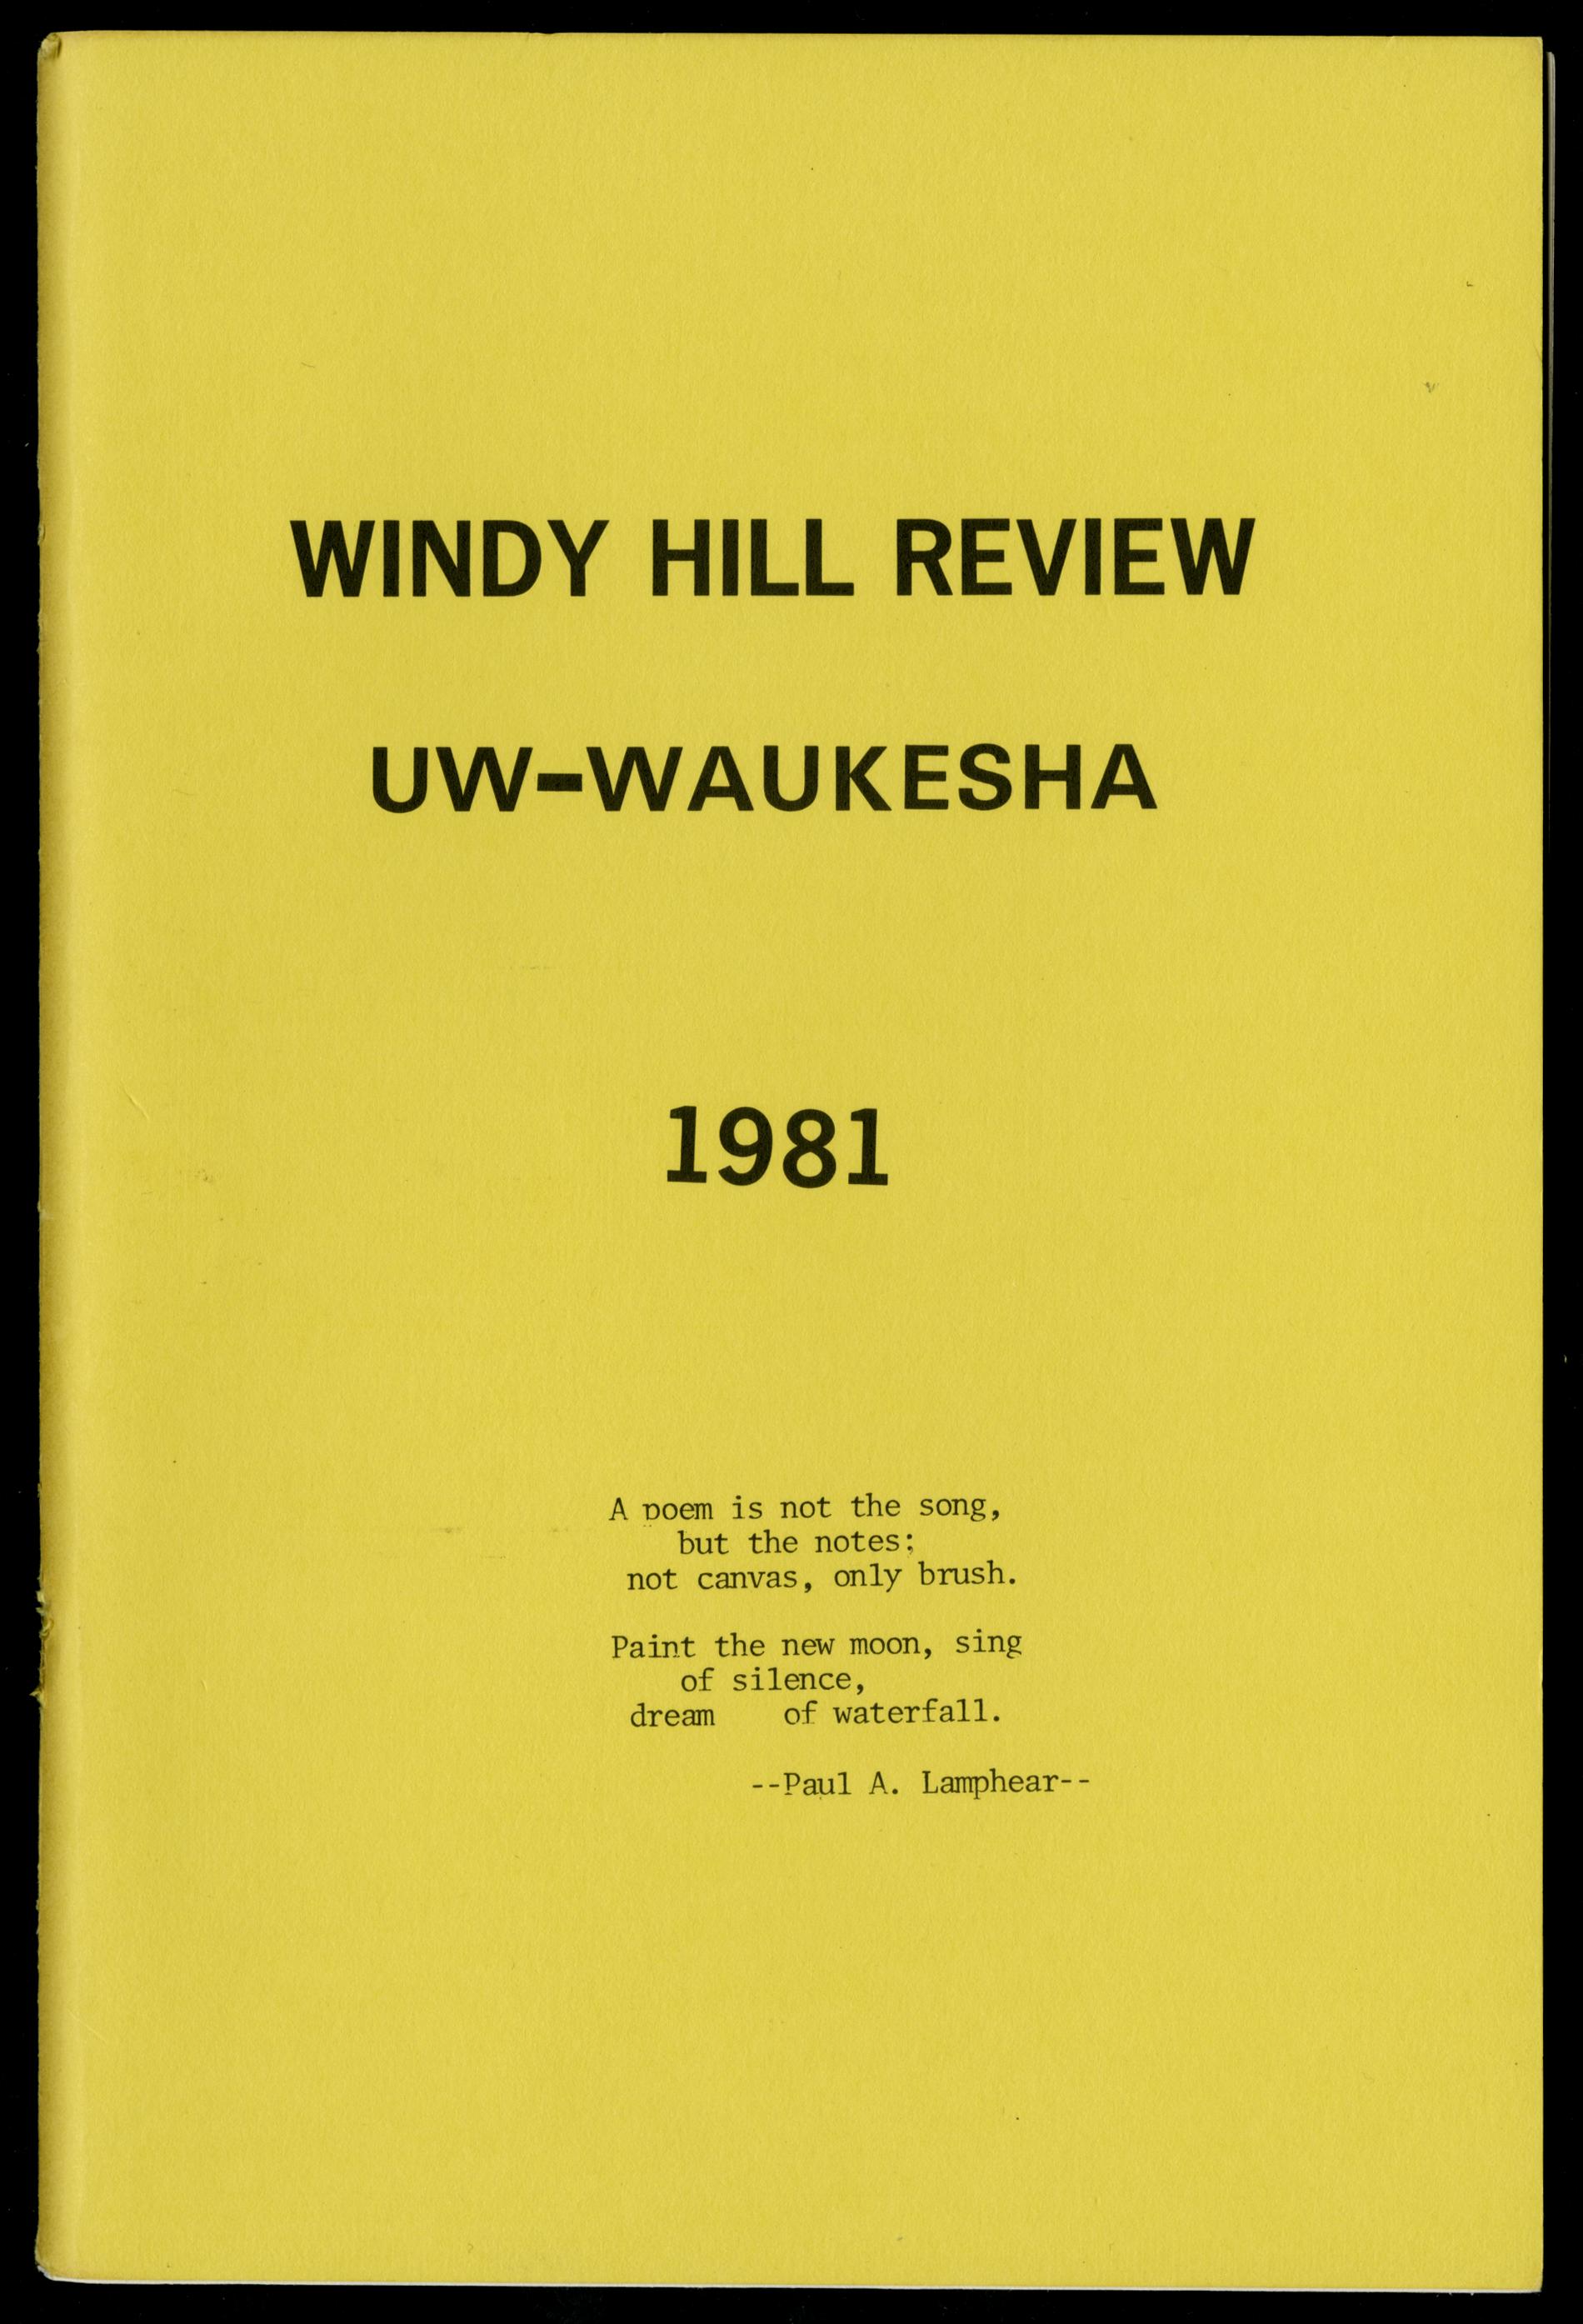 WINDY HILL REVIEW
UW-WAUKESHA
1981
A poem is not the song,
but the notes;
not canvas, only brush.
Paint the new moon, sing
of silence,
dream of waterfall.
--Paul A. Lamphear--